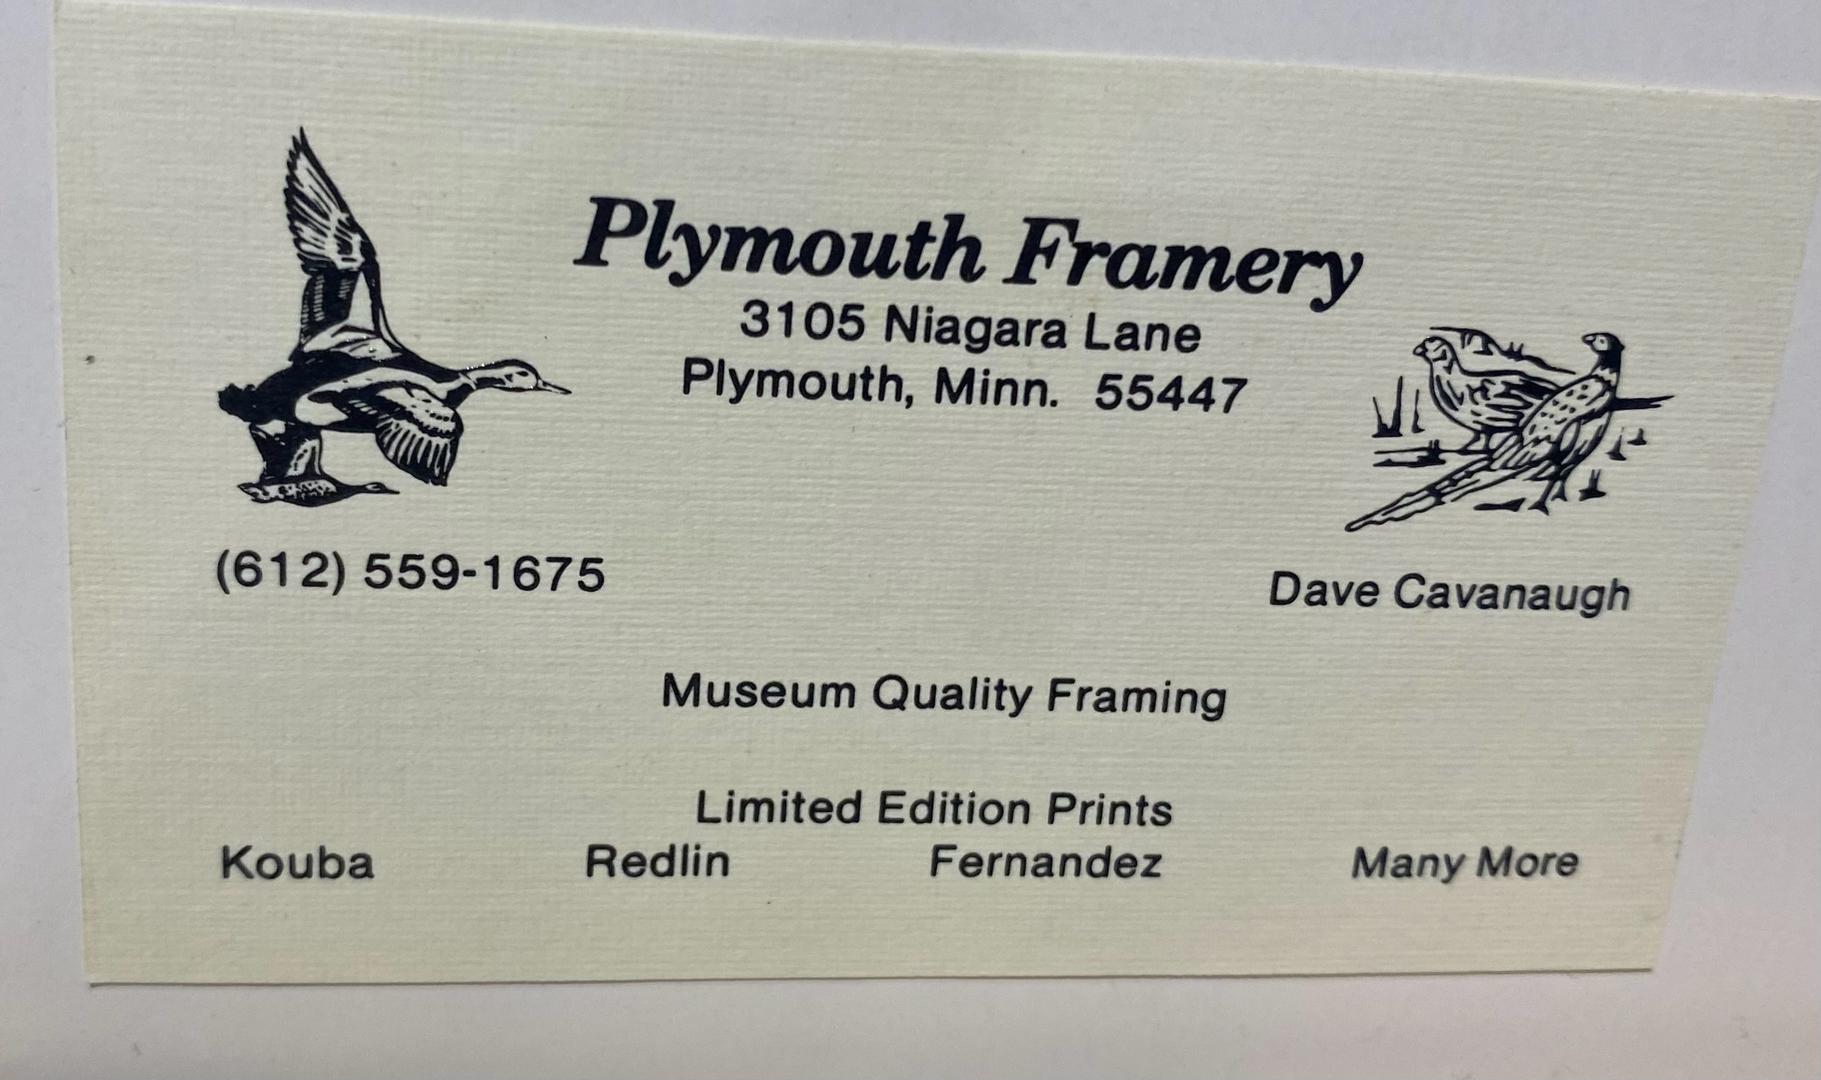 Plymouth Framery
3105 Niagara Lane
Plymouth, Minn. 55447
(612) 559-1675
Dave Cavanaugh
Museum Quality Framing
Limited Edition Prints
Kouba Redlin Fernandez Many More